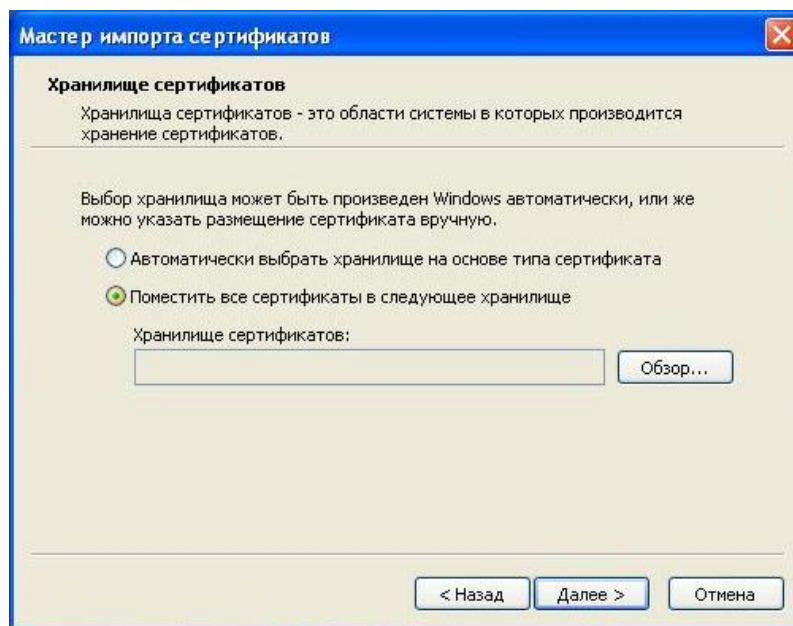 Мастер импорта сертификатов
Хранилище сертификатов
Хранилища сертификатов - это области системы в которых производится
хранение сертификатов.
Выбор хранилища может быть произведен Windows автоматически, или же
можно указать размещение сертификата вручную.
Автоматически выбрать хранилище на основе типа сертификата
Поместить все сертификаты в следующее хранилище
Хранилище сертификатов:
Обзор...
< Назад
Далее >
Отмена